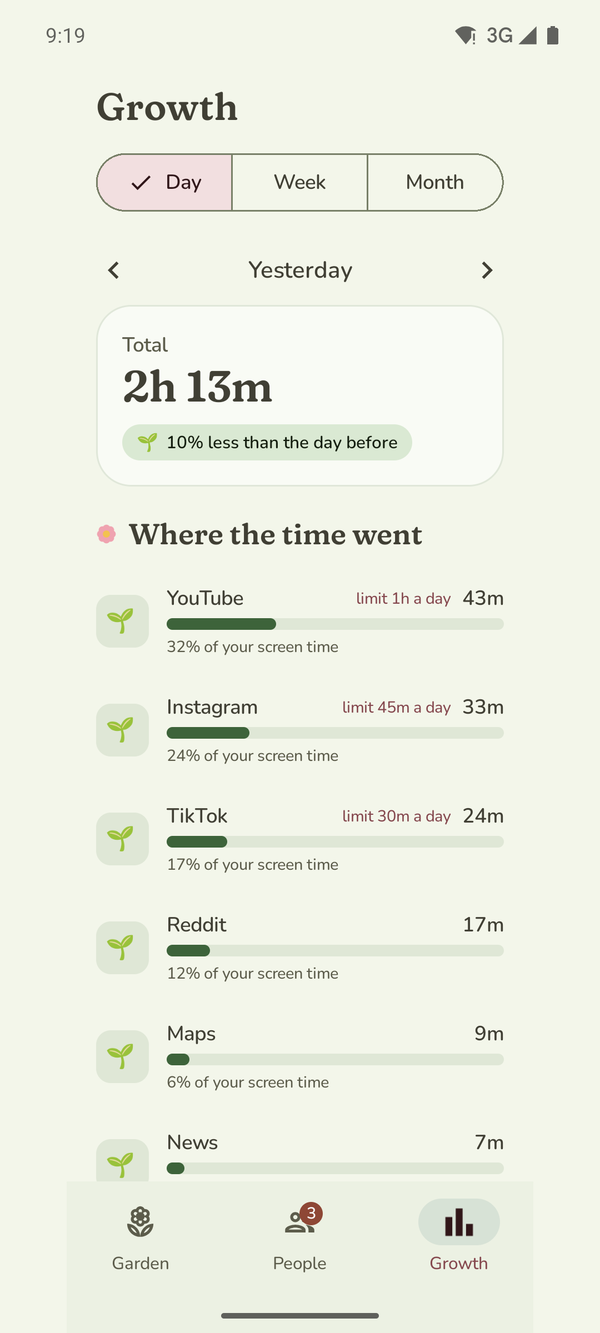 9:19
3G
Growth
Day
Week
Month
Yesterday
Total
2h 13m
10% less than the day before
Where the time went
YouTube limit 1h a day 43m
32% of your screen time
Instagram limit 45m a day 33m
24% of your screen time
TikTok limit 30m a day 24m
17% of your screen time
Reddit 17m
12% of your screen time
Maps 9m
6% of your screen time
News 7m
3
Garden
People
Growth